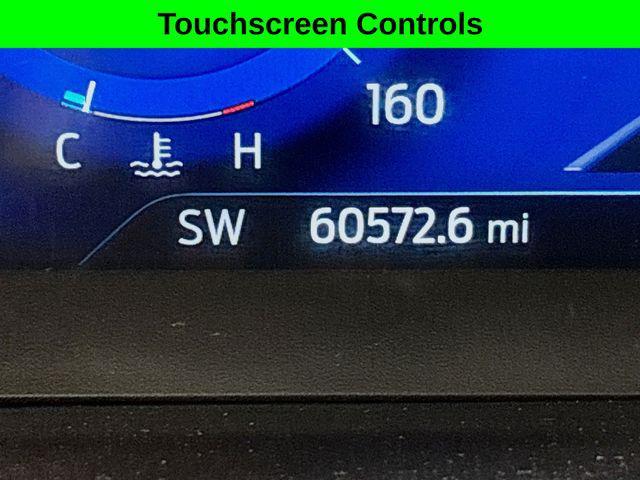 Touchscreen Controls
160
C H
SW 60572.6 mi